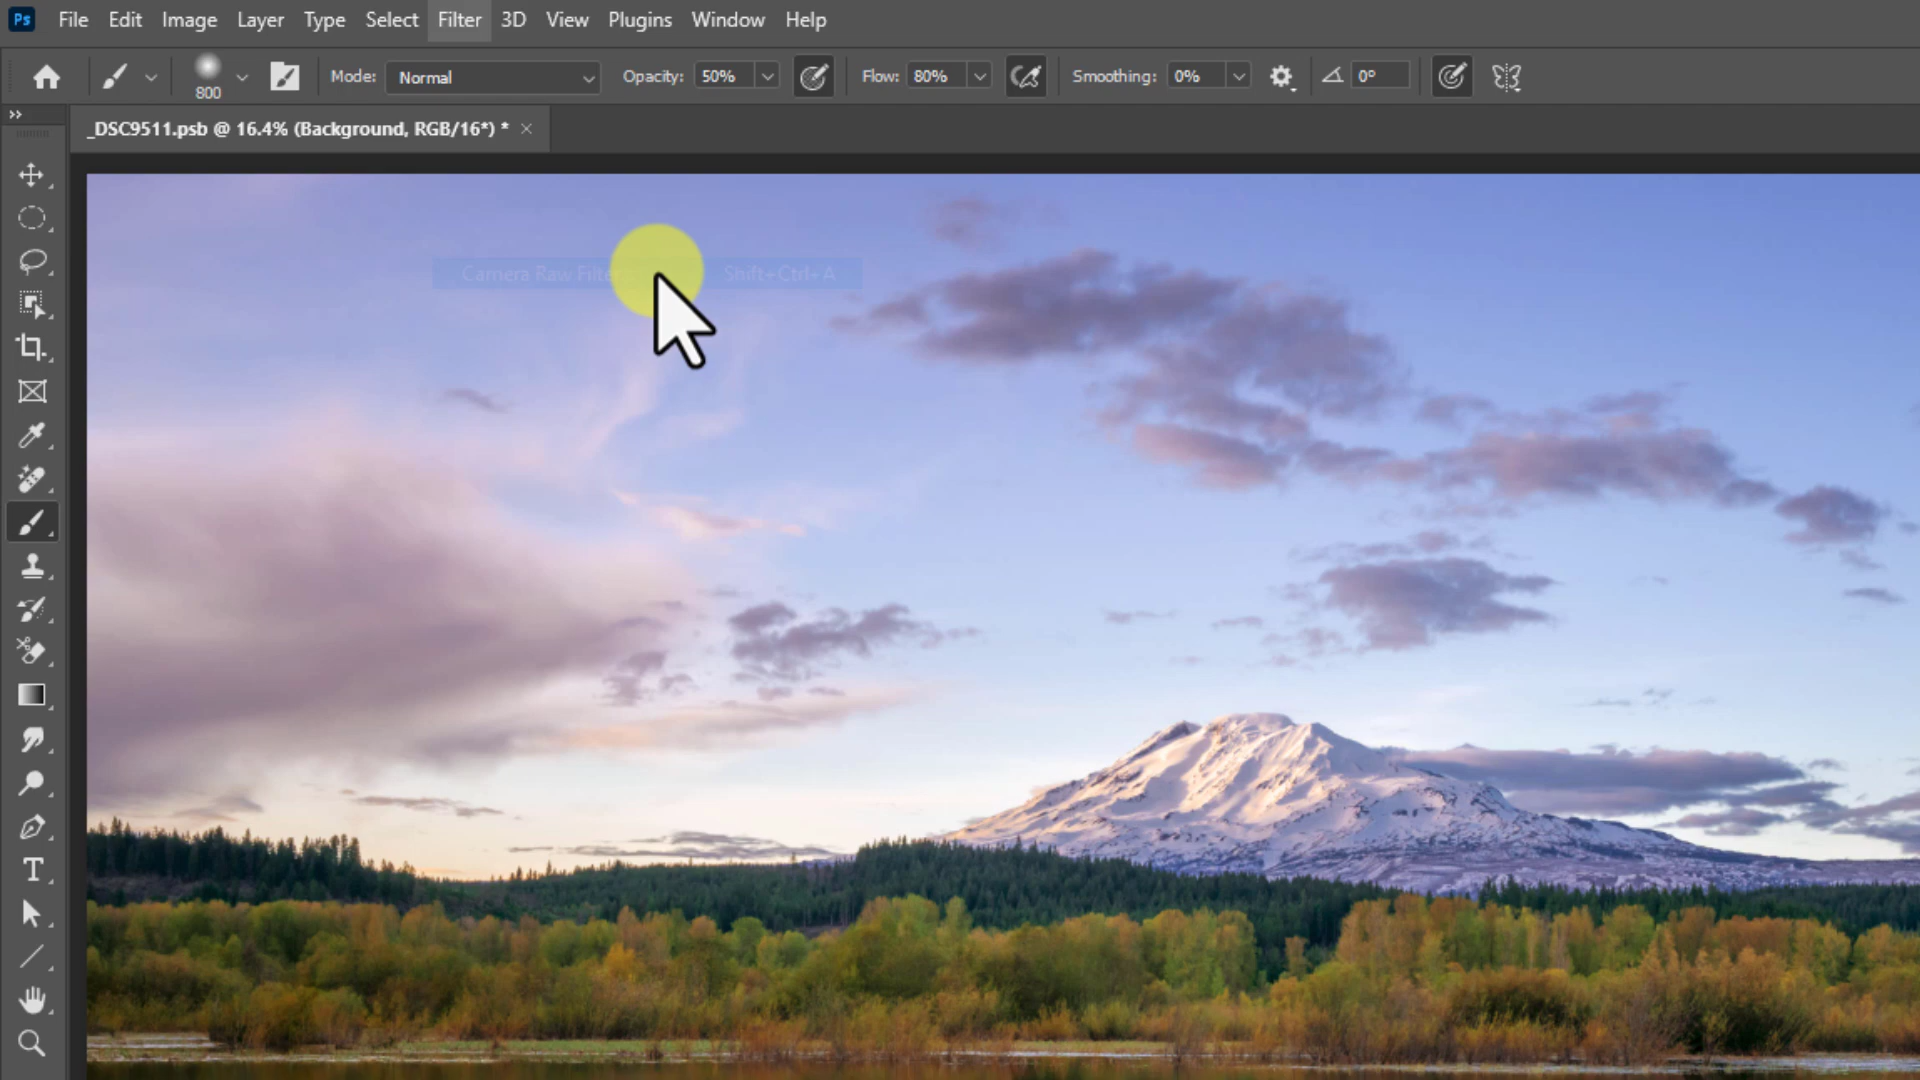 Ps File Edit Image Layer Type Select Filter 3D View Plugins Window Help
800 Mode: Normal Opacity: 50% Flow: 80% Smoothing: 0% 0°
_DSC9511.psb @ 16.4% (Background, RGB/16*) * ×
Camera Raw Filter Shift+Ctrl+A